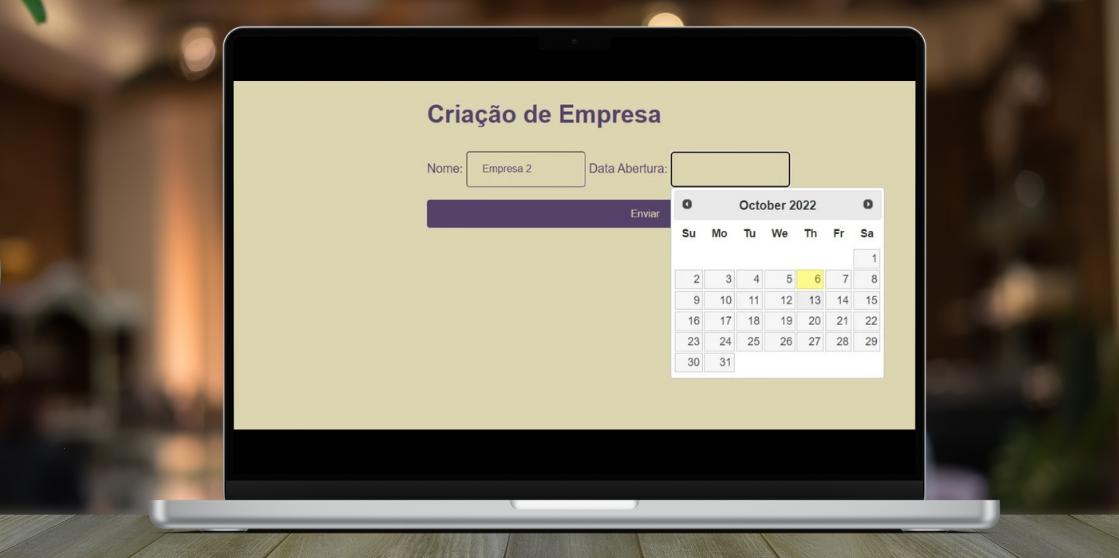 Criação de Empresa
Nome: Empresa 2 Data Abertura:
Enviar
October 2022
Su Mo Tu We Th Fr Sa
1
2 3 4 5 6 7 8
9 10 11 12 13 14 15
16 17 18 19 20 21 22
23 24 25 26 27 28 29
30 31